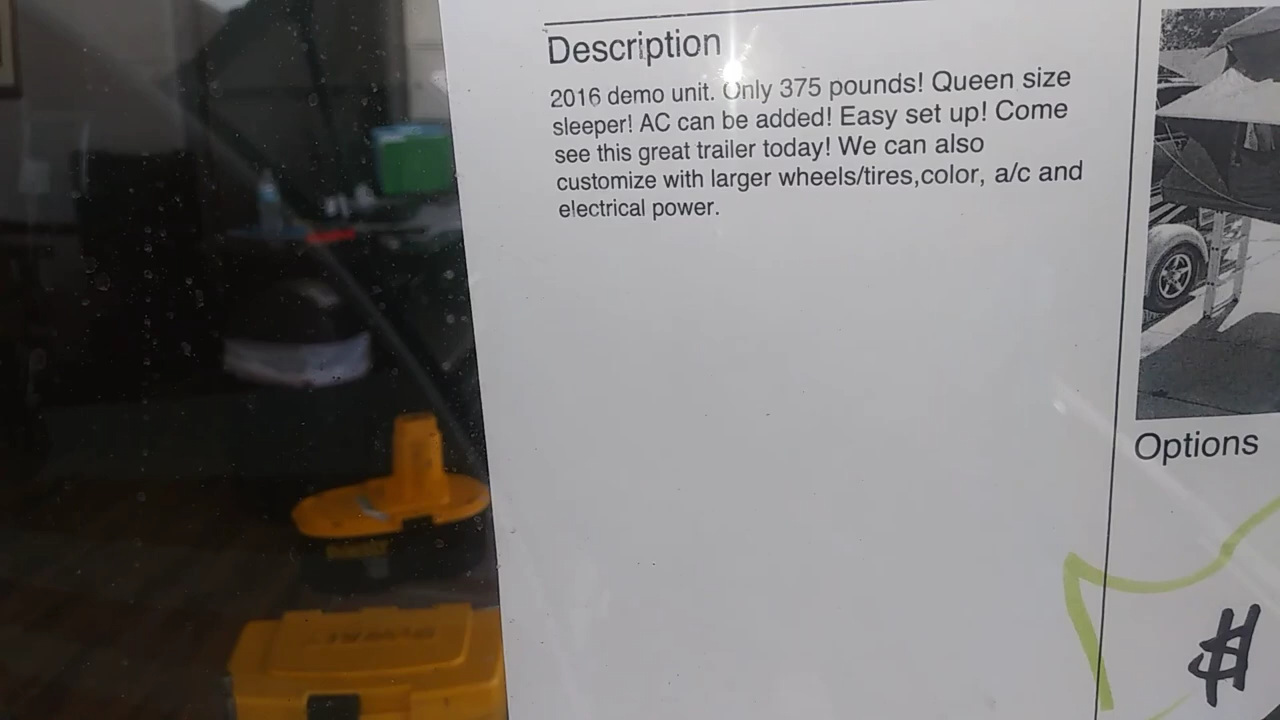 Description
2016 demo unit. Only 375 pounds! Queen size
sleeper! AC can be added! Easy set up! Come
see this great trailer today! We can also
customize with larger wheels/tires,color, a/c and
electrical power.
Options
#